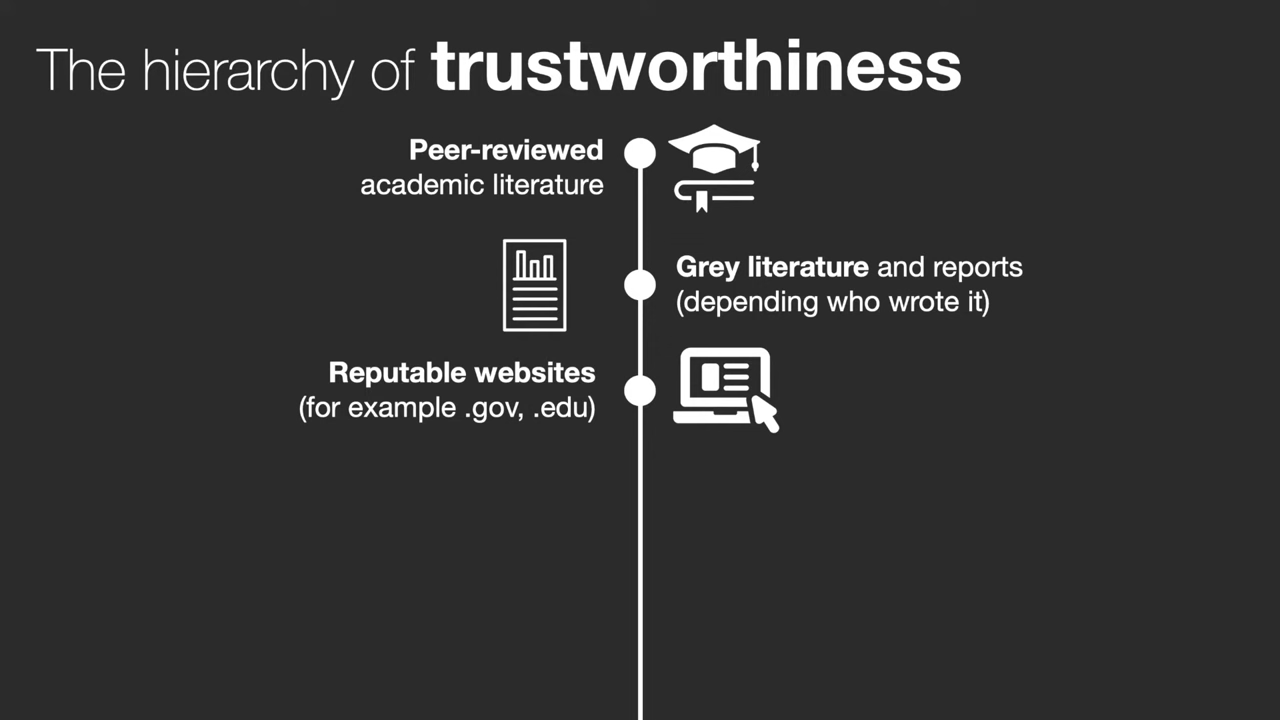 The hierarchy of trustworthiness
Peer-reviewed
academic literature
Grey literature and reports
(depending who wrote it)
Reputable websites
(for example .gov, .edu)